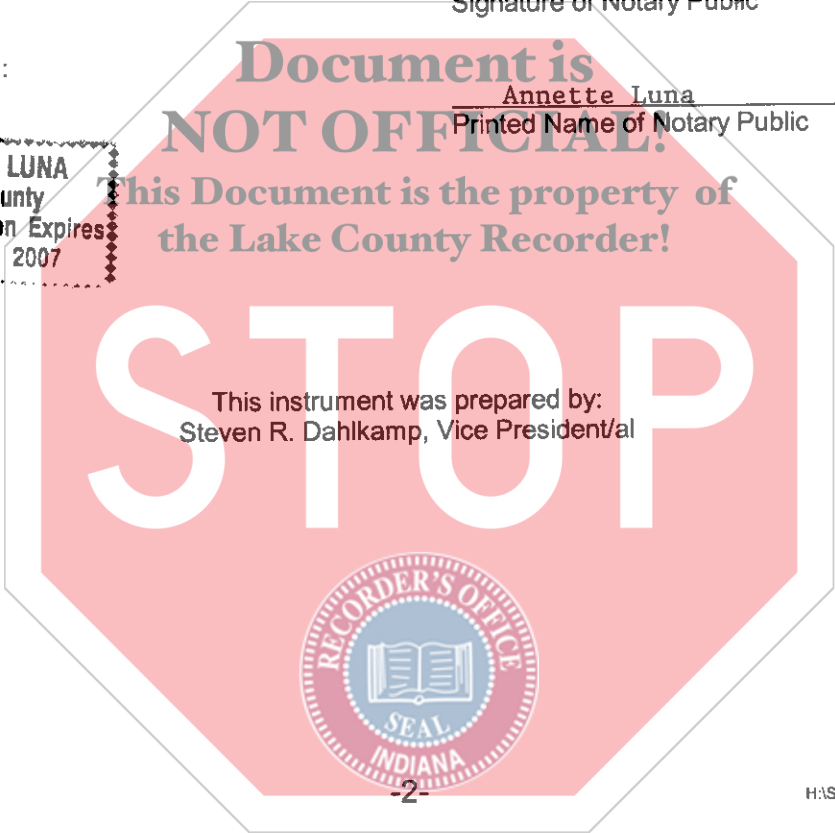 Signature of Notary Public
Document is
:
Annette Luna
NOT OFFICIAL!
Printed Name of Notary Public
LUNA
unty
n Expires
2007
This Document is the property of
the Lake County Recorder!
STOP
This instrument was prepared by:
Steven R. Dahlkamp, Vice President/al
RECORDER'S OFFICE
SEAL
INDIANA
-2-
H:\S